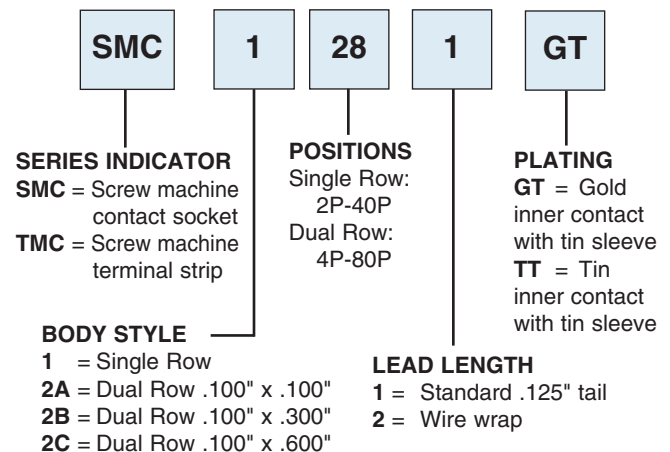 SMC 1 28 1 GT
SERIES INDICATOR
SMC = Screw machine
contact socket
TMC = Screw machine
terminal strip
POSITIONS
Single Row:
2P-40P
Dual Row:
4P-80P
PLATING
GT = Gold
inner contact
with tin sleeve
TT = Tin
inner contact
with tin sleeve
BODY STYLE
1 = Single Row
2A = Dual Row .100" x .100"
2B = Dual Row .100" x .300"
2C = Dual Row .100" x .600"
LEAD LENGTH
1 = Standard .125" tail
2 = Wire wrap